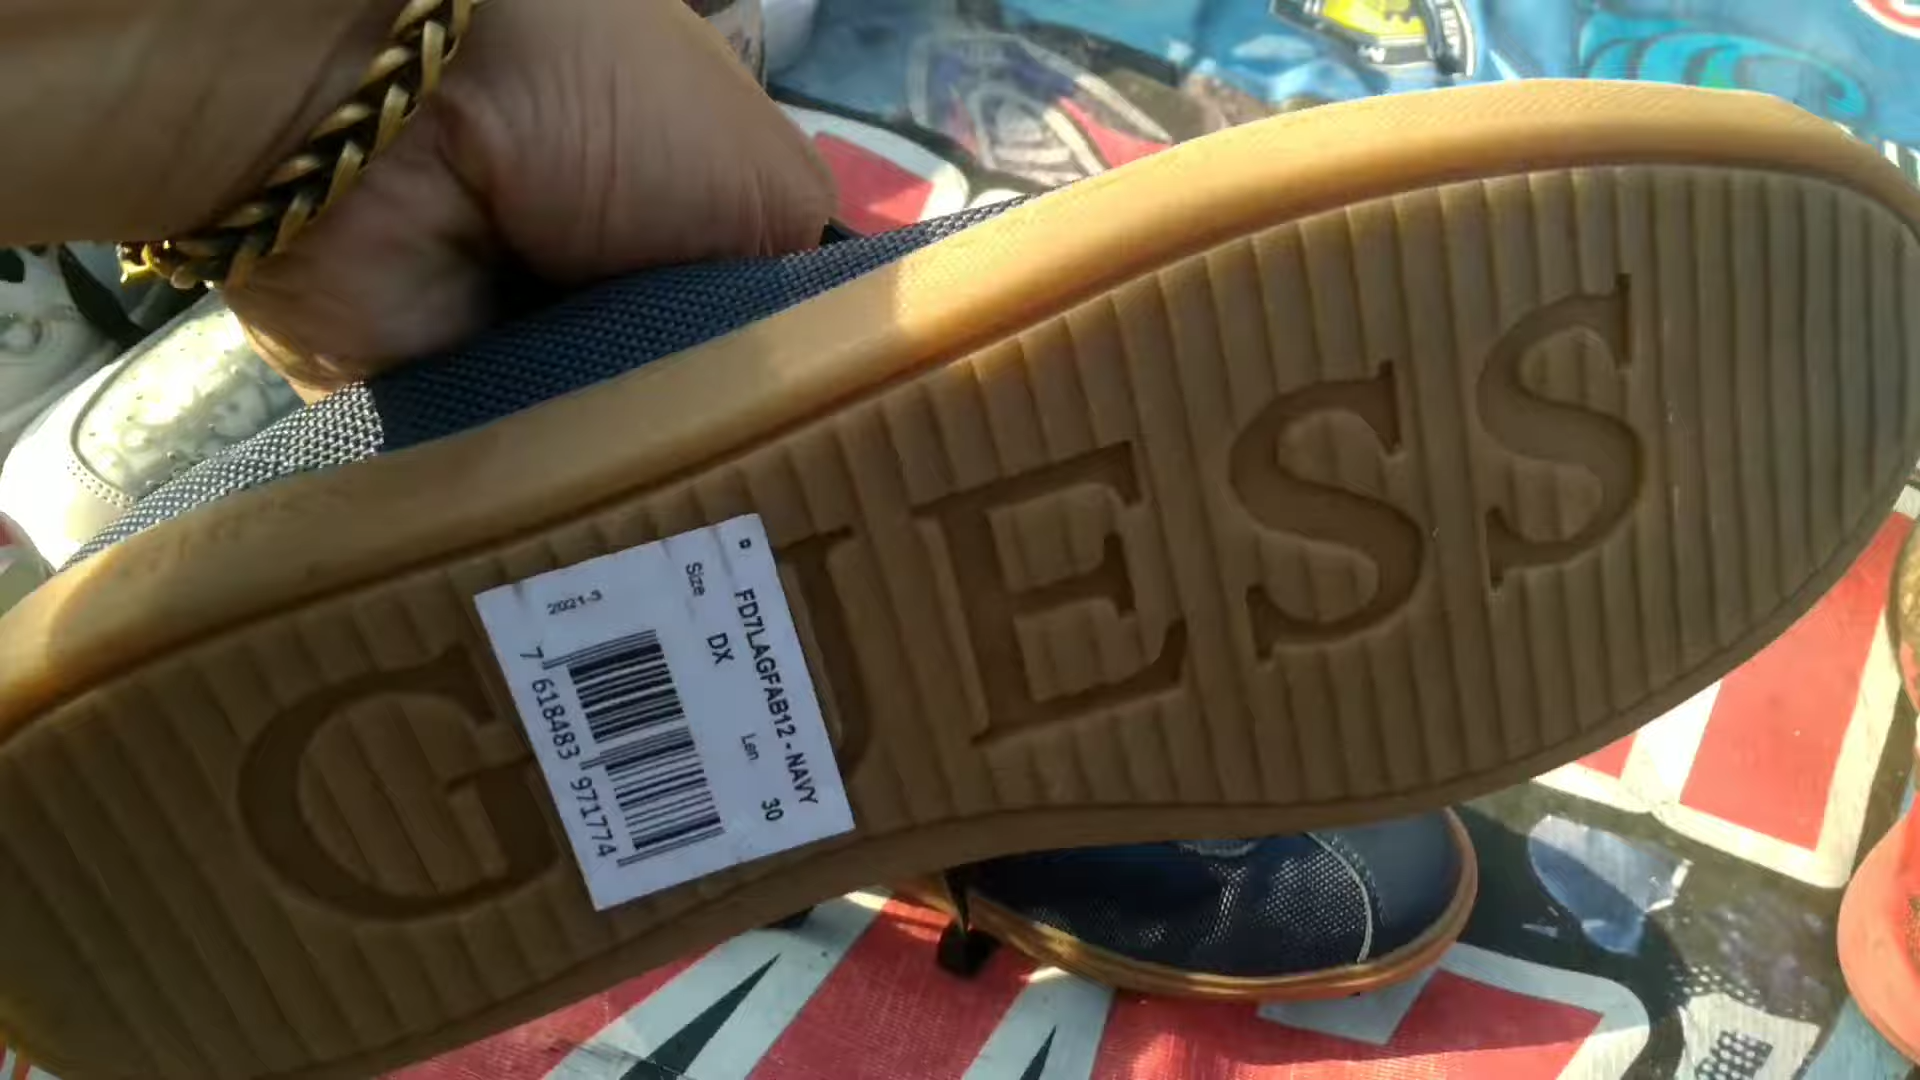 GUESS
FD7LAGFAB12 - NAVY
Size DX Len 30
2021-3
7 618483 971774